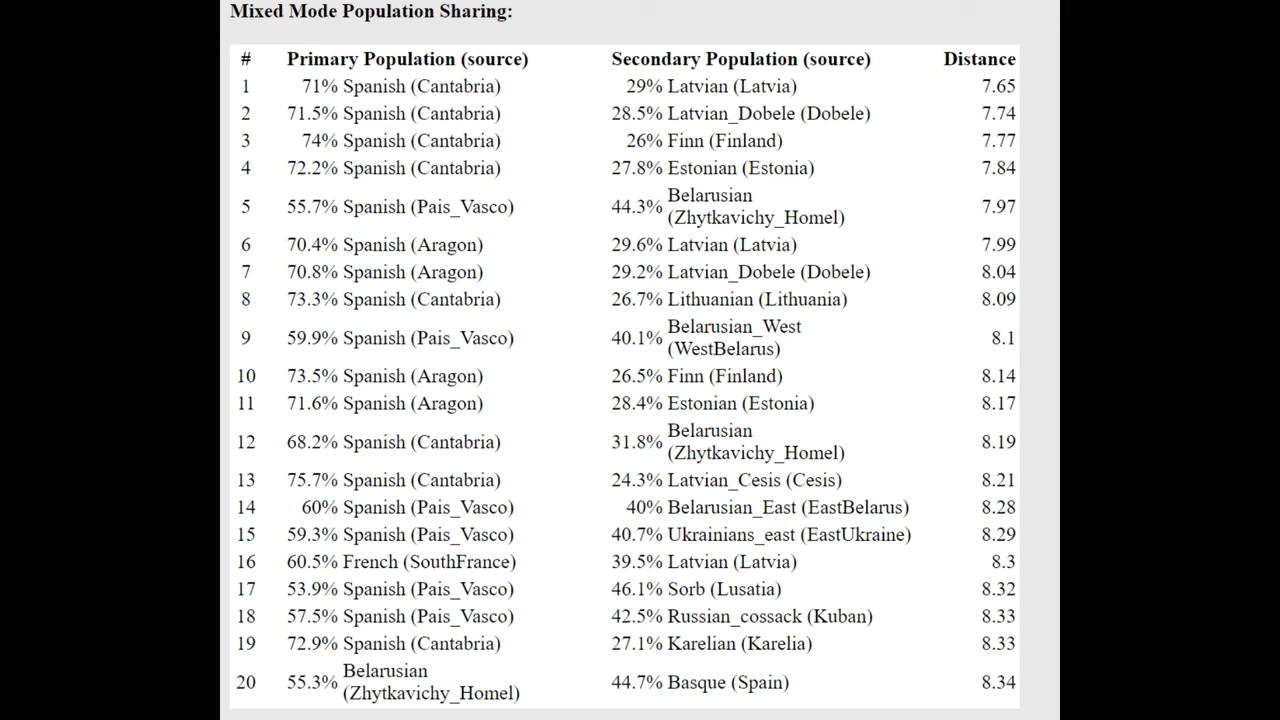 Mixed Mode Population Sharing:
# Primary Population (source) Secondary Population (source) Distance
1 71% Spanish (Cantabria) 29% Latvian (Latvia) 7.65
2 71.5% Spanish (Cantabria) 28.5% Latvian_Dobele (Dobele) 7.74
3 74% Spanish (Cantabria) 26% Finn (Finland) 7.77
4 72.2% Spanish (Cantabria) 27.8% Estonian (Estonia) 7.84
5 55.7% Spanish (Pais_Vasco) 44.3% Belarusian
(Zhytkavichy_Homel) 7.97
6 70.4% Spanish (Aragon) 29.6% Latvian (Latvia) 7.99
7 70.8% Spanish (Aragon) 29.2% Latvian_Dobele (Dobele) 8.04
8 73.3% Spanish (Cantabria) 26.7% Lithuanian (Lithuania) 8.09
9 59.9% Spanish (Pais_Vasco) 40.1% Belarusian_West
(WestBelarus) 8.1
10 73.5% Spanish (Aragon) 26.5% Finn (Finland) 8.14
11 71.6% Spanish (Aragon) 28.4% Estonian (Estonia) 8.17
12 68.2% Spanish (Cantabria) 31.8% Belarusian
(Zhytkavichy_Homel) 8.19
13 75.7% Spanish (Cantabria) 24.3% Latvian_Cesis (Cesis) 8.21
14 60% Spanish (Pais_Vasco) 40% Belarusian_East (EastBelarus) 8.28
15 59.3% Spanish (Pais_Vasco) 40.7% Ukrainians_east (EastUkraine) 8.29
16 60.5% French (SouthFrance) 39.5% Latvian (Latvia) 8.3
17 53.9% Spanish (Pais_Vasco) 46.1% Sorb (Lusatia) 8.32
18 57.5% Spanish (Pais_Vasco) 42.5% Russian_cossack (Kuban) 8.33
19 72.9% Spanish (Cantabria) 27.1% Karelian (Karelia) 8.33
20 55.3% Belarusian
(Zhytkavichy_Homel) 44.7% Basque (Spain) 8.34